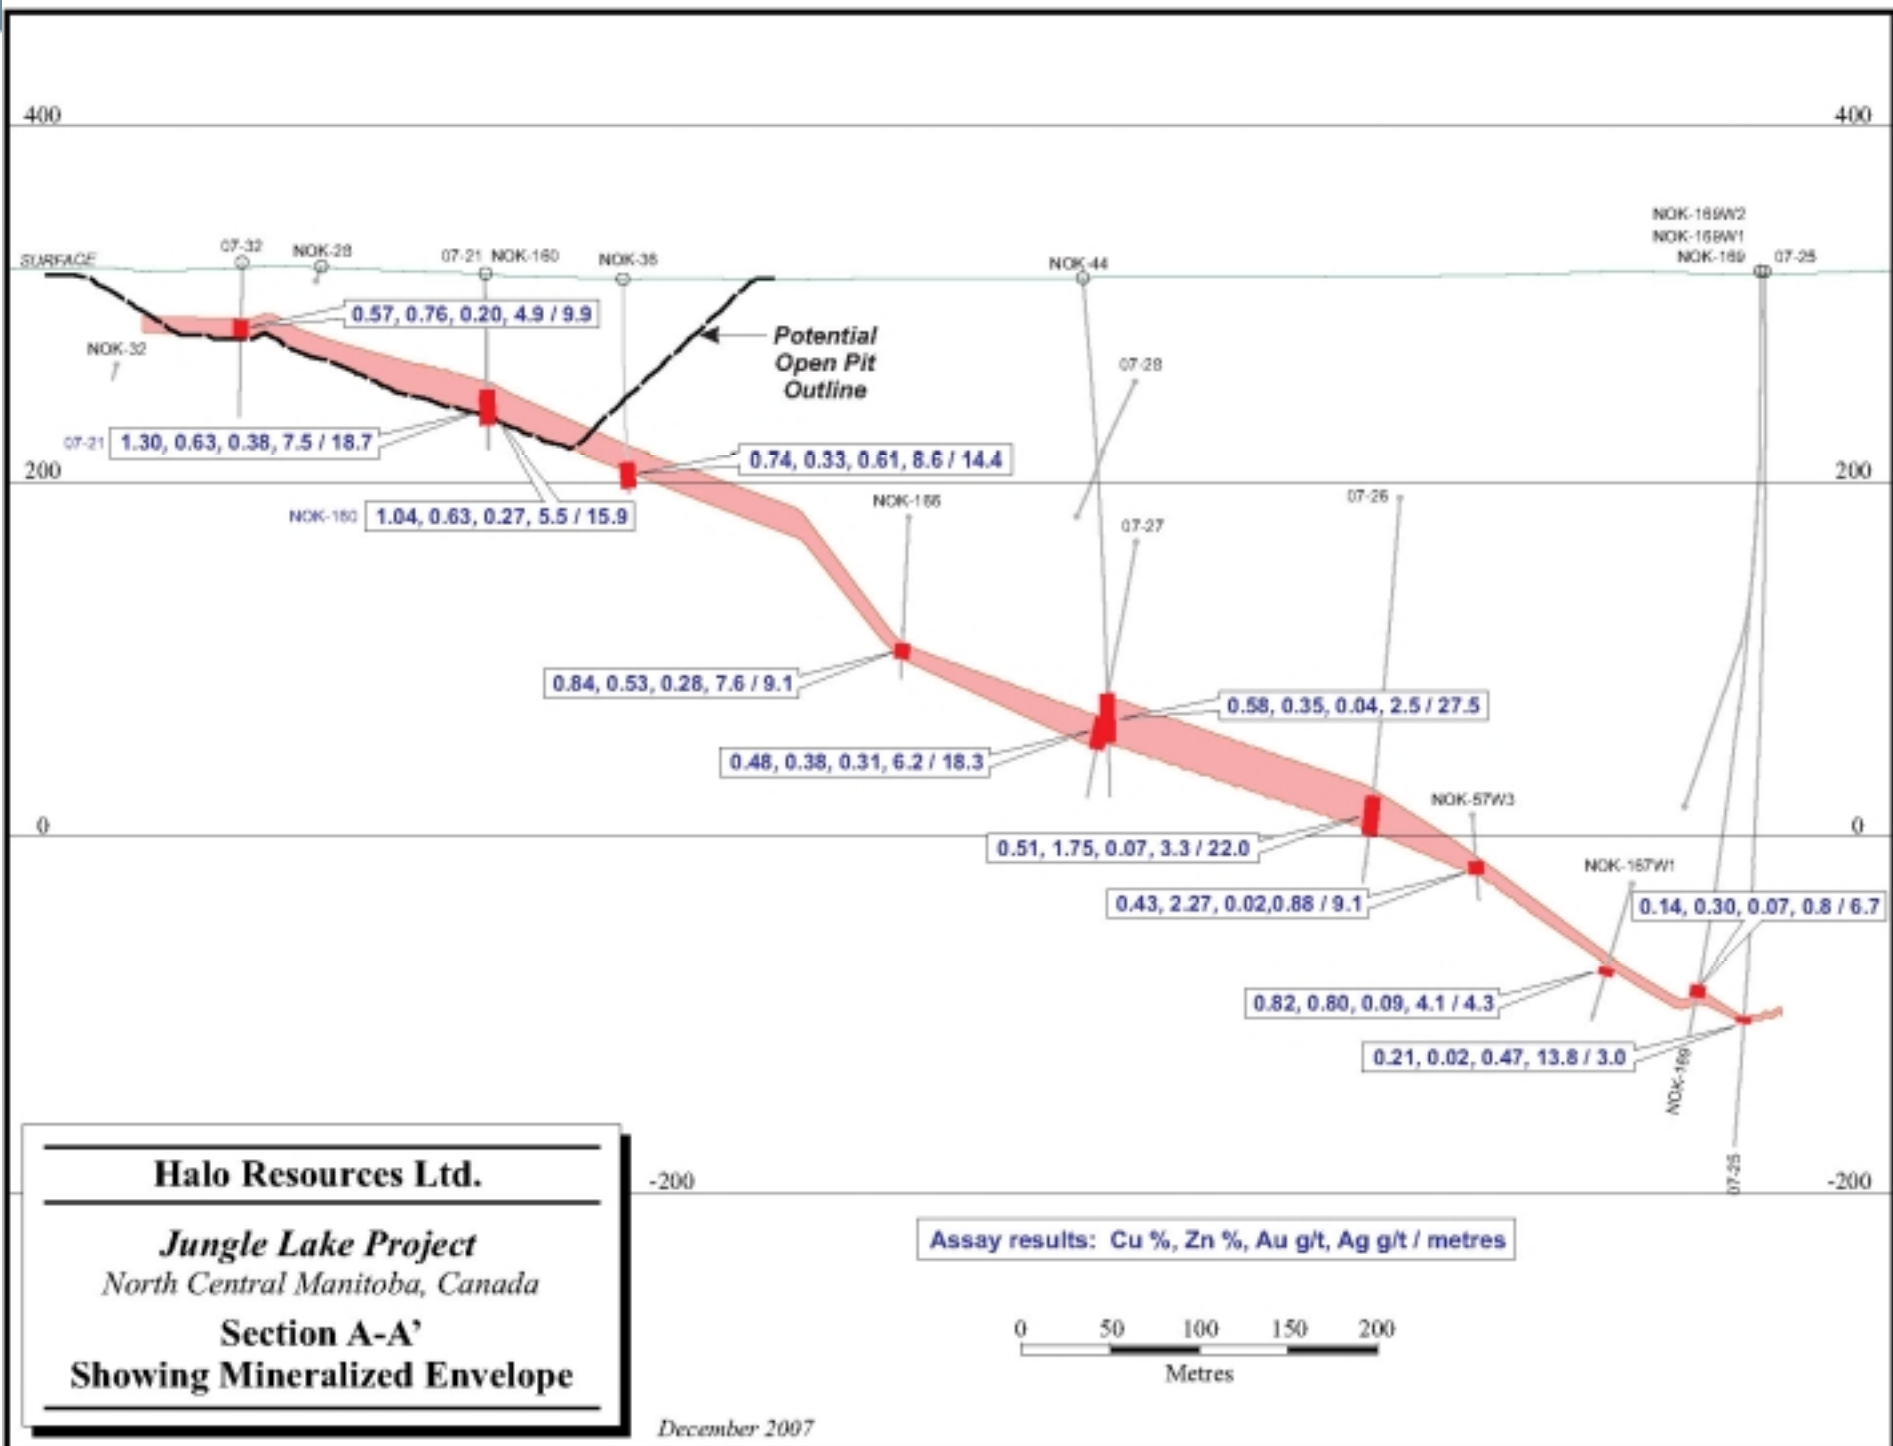 400
400
NOK-169W2
NOK-169W1
NOK-169
07-25
SURFACE
07-32
NOK-28
07-21 NOK-160
NOK-36
NOK-44
0.57, 0.76, 0.20, 4.9 / 9.9
Potential
Open Pit
Outline
NOK-32
07-28
07-21
1.30, 0.63, 0.38, 7.5 / 18.7
0.74, 0.33, 0.61, 8.6 / 14.4
200
200
NOK-166
07-26
NOK-160
1.04, 0.63, 0.27, 5.5 / 15.9
07-27
0.84, 0.53, 0.28, 7.6 / 9.1
0.58, 0.35, 0.04, 2.5 / 27.5
0.48, 0.38, 0.31, 6.2 / 18.3
NOK-57W3
0
0
0.51, 1.75, 0.07, 3.3 / 22.0
NOK-167W1
0.43, 2.27, 0.02,0.88 / 9.1
0.14, 0.30, 0.07, 0.8 / 6.7
0.82, 0.80, 0.09, 4.1 / 4.3
0.21, 0.02, 0.47, 13.8 / 3.0
NOK-169
07-25
-200
-200
Halo Resources Ltd.
Jungle Lake Project
North Central Manitoba, Canada
Section A-A’
Showing Mineralized Envelope
Assay results: Cu %, Zn %, Au g/t, Ag g/t / metres
0 50 100 150 200
Metres
December 2007